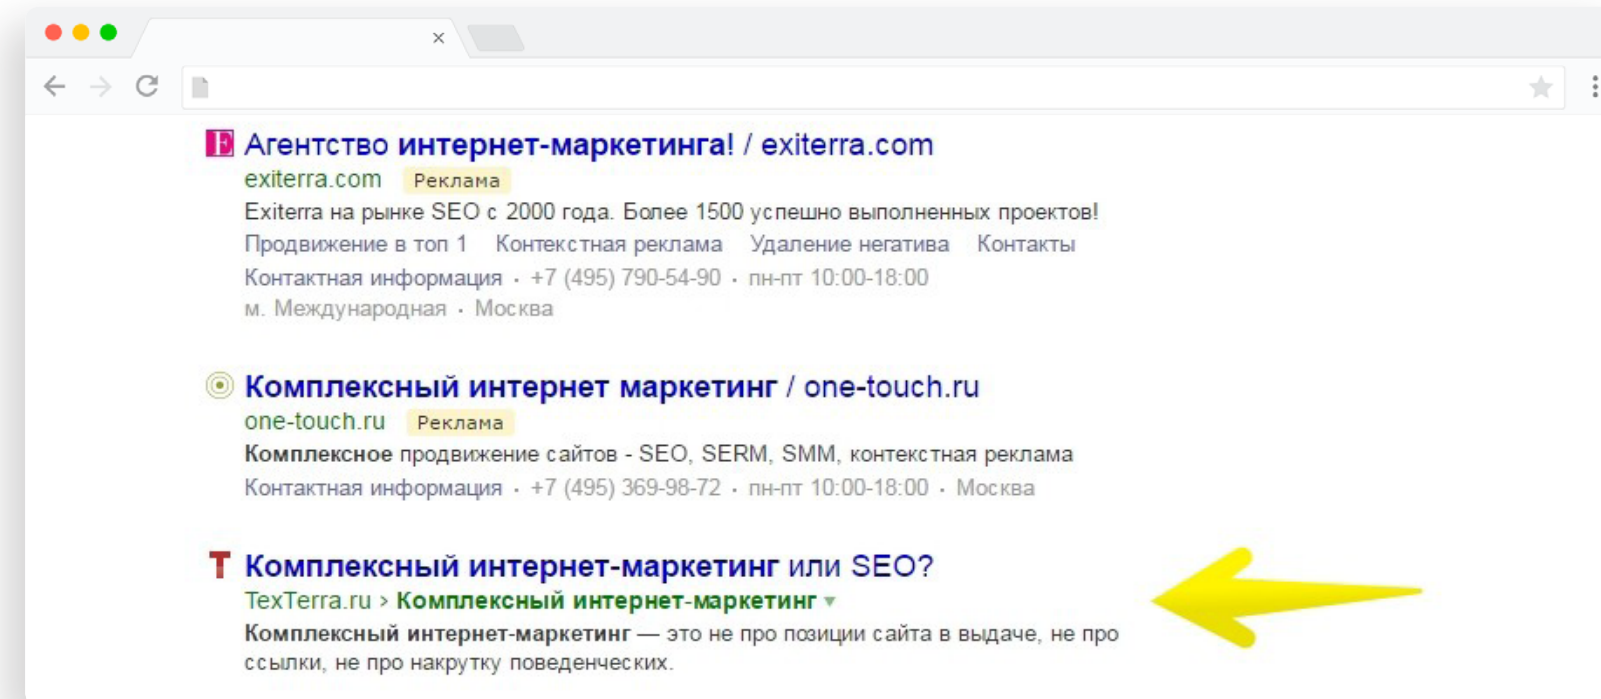 Агентство интернет-маркетинга! / exiterra.com
exiterra.com Реклама
Exiterra на рынке SEO с 2000 года. Более 1500 успешно выполненных проектов!
Продвижение в топ 1 Контекстная реклама Удаление негатива Контакты
Контактная информация · +7 (495) 790-54-90 · пн-пт 10:00-18:00
м. Международная · Москва
Комплексный интернет маркетинг / one-touch.ru
one-touch.ru Реклама
Комплексное продвижение сайтов - SEO, SERM, SMM, контекстная реклама
Контактная информация · +7 (495) 369-98-72 · пн-пт 10:00-18:00 · Москва
Комплексный интернет-маркетинг или SEO?
TexTerra.ru › Комплексный интернет-маркетинг
Комплексный интернет-маркетинг — это не про позиции сайта в выдаче, не про
ссылки, не про накрутку поведенческих.